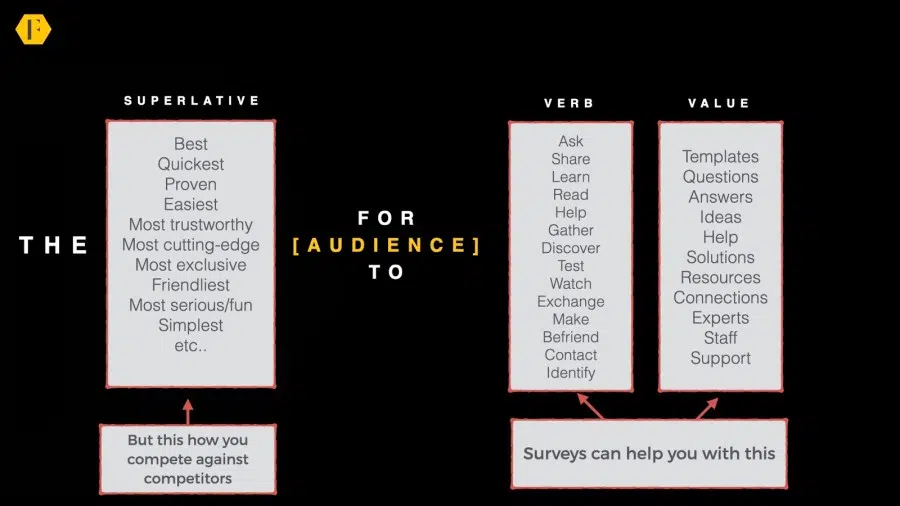 F
SUPERLATIVE
VERB
VALUE
THE
Best
Quickest
Proven
Easiest
Most trustworthy
Most cutting-edge
Most exclusive
Friendliest
Most serious/fun
Simplest
etc..
FOR
[AUDIENCE]
TO
Ask
Share
Learn
Read
Help
Gather
Discover
Test
Watch
Exchange
Make
Befriend
Contact
Identify
Templates
Questions
Answers
Ideas
Help
Solutions
Resources
Connections
Experts
Staff
Support
But this how you
compete against
competitors
Surveys can help you with this